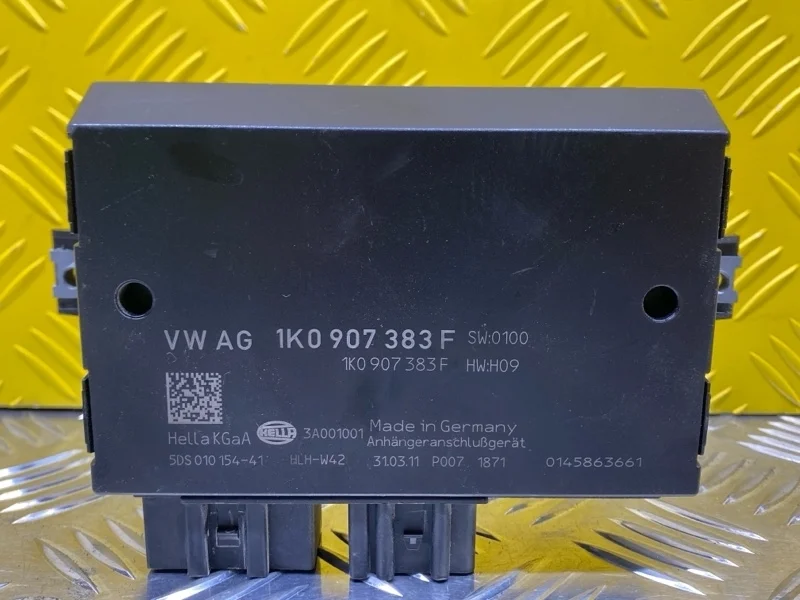 VW AG 1K0 907 383 F SW:0100
1K0 907 383 F HW:H09
Hella KGaA HELLA 3A001001 Made in Germany
Anhängeranschlußgerät
5DS 010 154-41 HLH-W42 31.03.11 P007 1871 0145863661